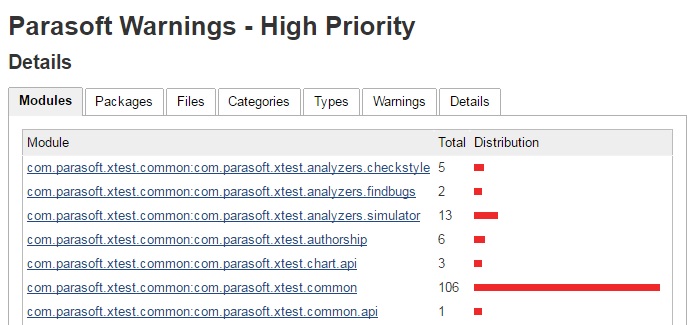 Parasoft Warnings - High Priority
Details
Modules Packages Files Categories Types Warnings Details
Module Total Distribution
com.parasoft.xtest.common:com.parasoft.xtest.analyzers.checkstyle 5
com.parasoft.xtest.common:com.parasoft.xtest.analyzers.findbugs 2
com.parasoft.xtest.common:com.parasoft.xtest.analyzers.simulator 13
com.parasoft.xtest.common:com.parasoft.xtest.authorship 6
com.parasoft.xtest.common:com.parasoft.xtest.chart.api 3
com.parasoft.xtest.common:com.parasoft.xtest.common 106
com.parasoft.xtest.common:com.parasoft.xtest.common.api 1